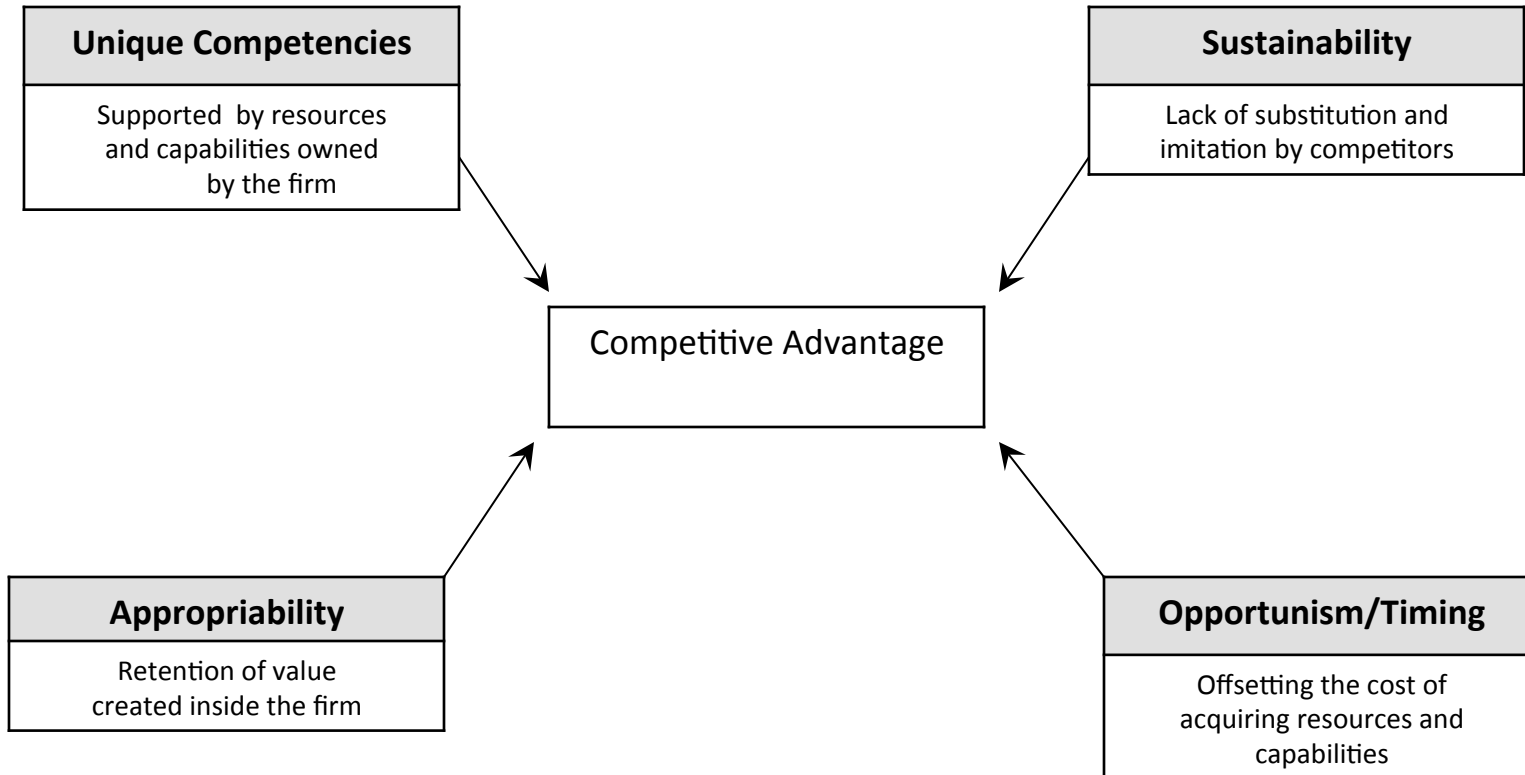 Unique Competencies
Supported by resources
and capabilities owned
by the firm
Sustainability
Lack of substitution and
imitation by competitors
Competitive Advantage
Appropriability
Retention of value
created inside the firm
Opportunism/Timing
Offsetting the cost of
acquiring resources and
capabilities